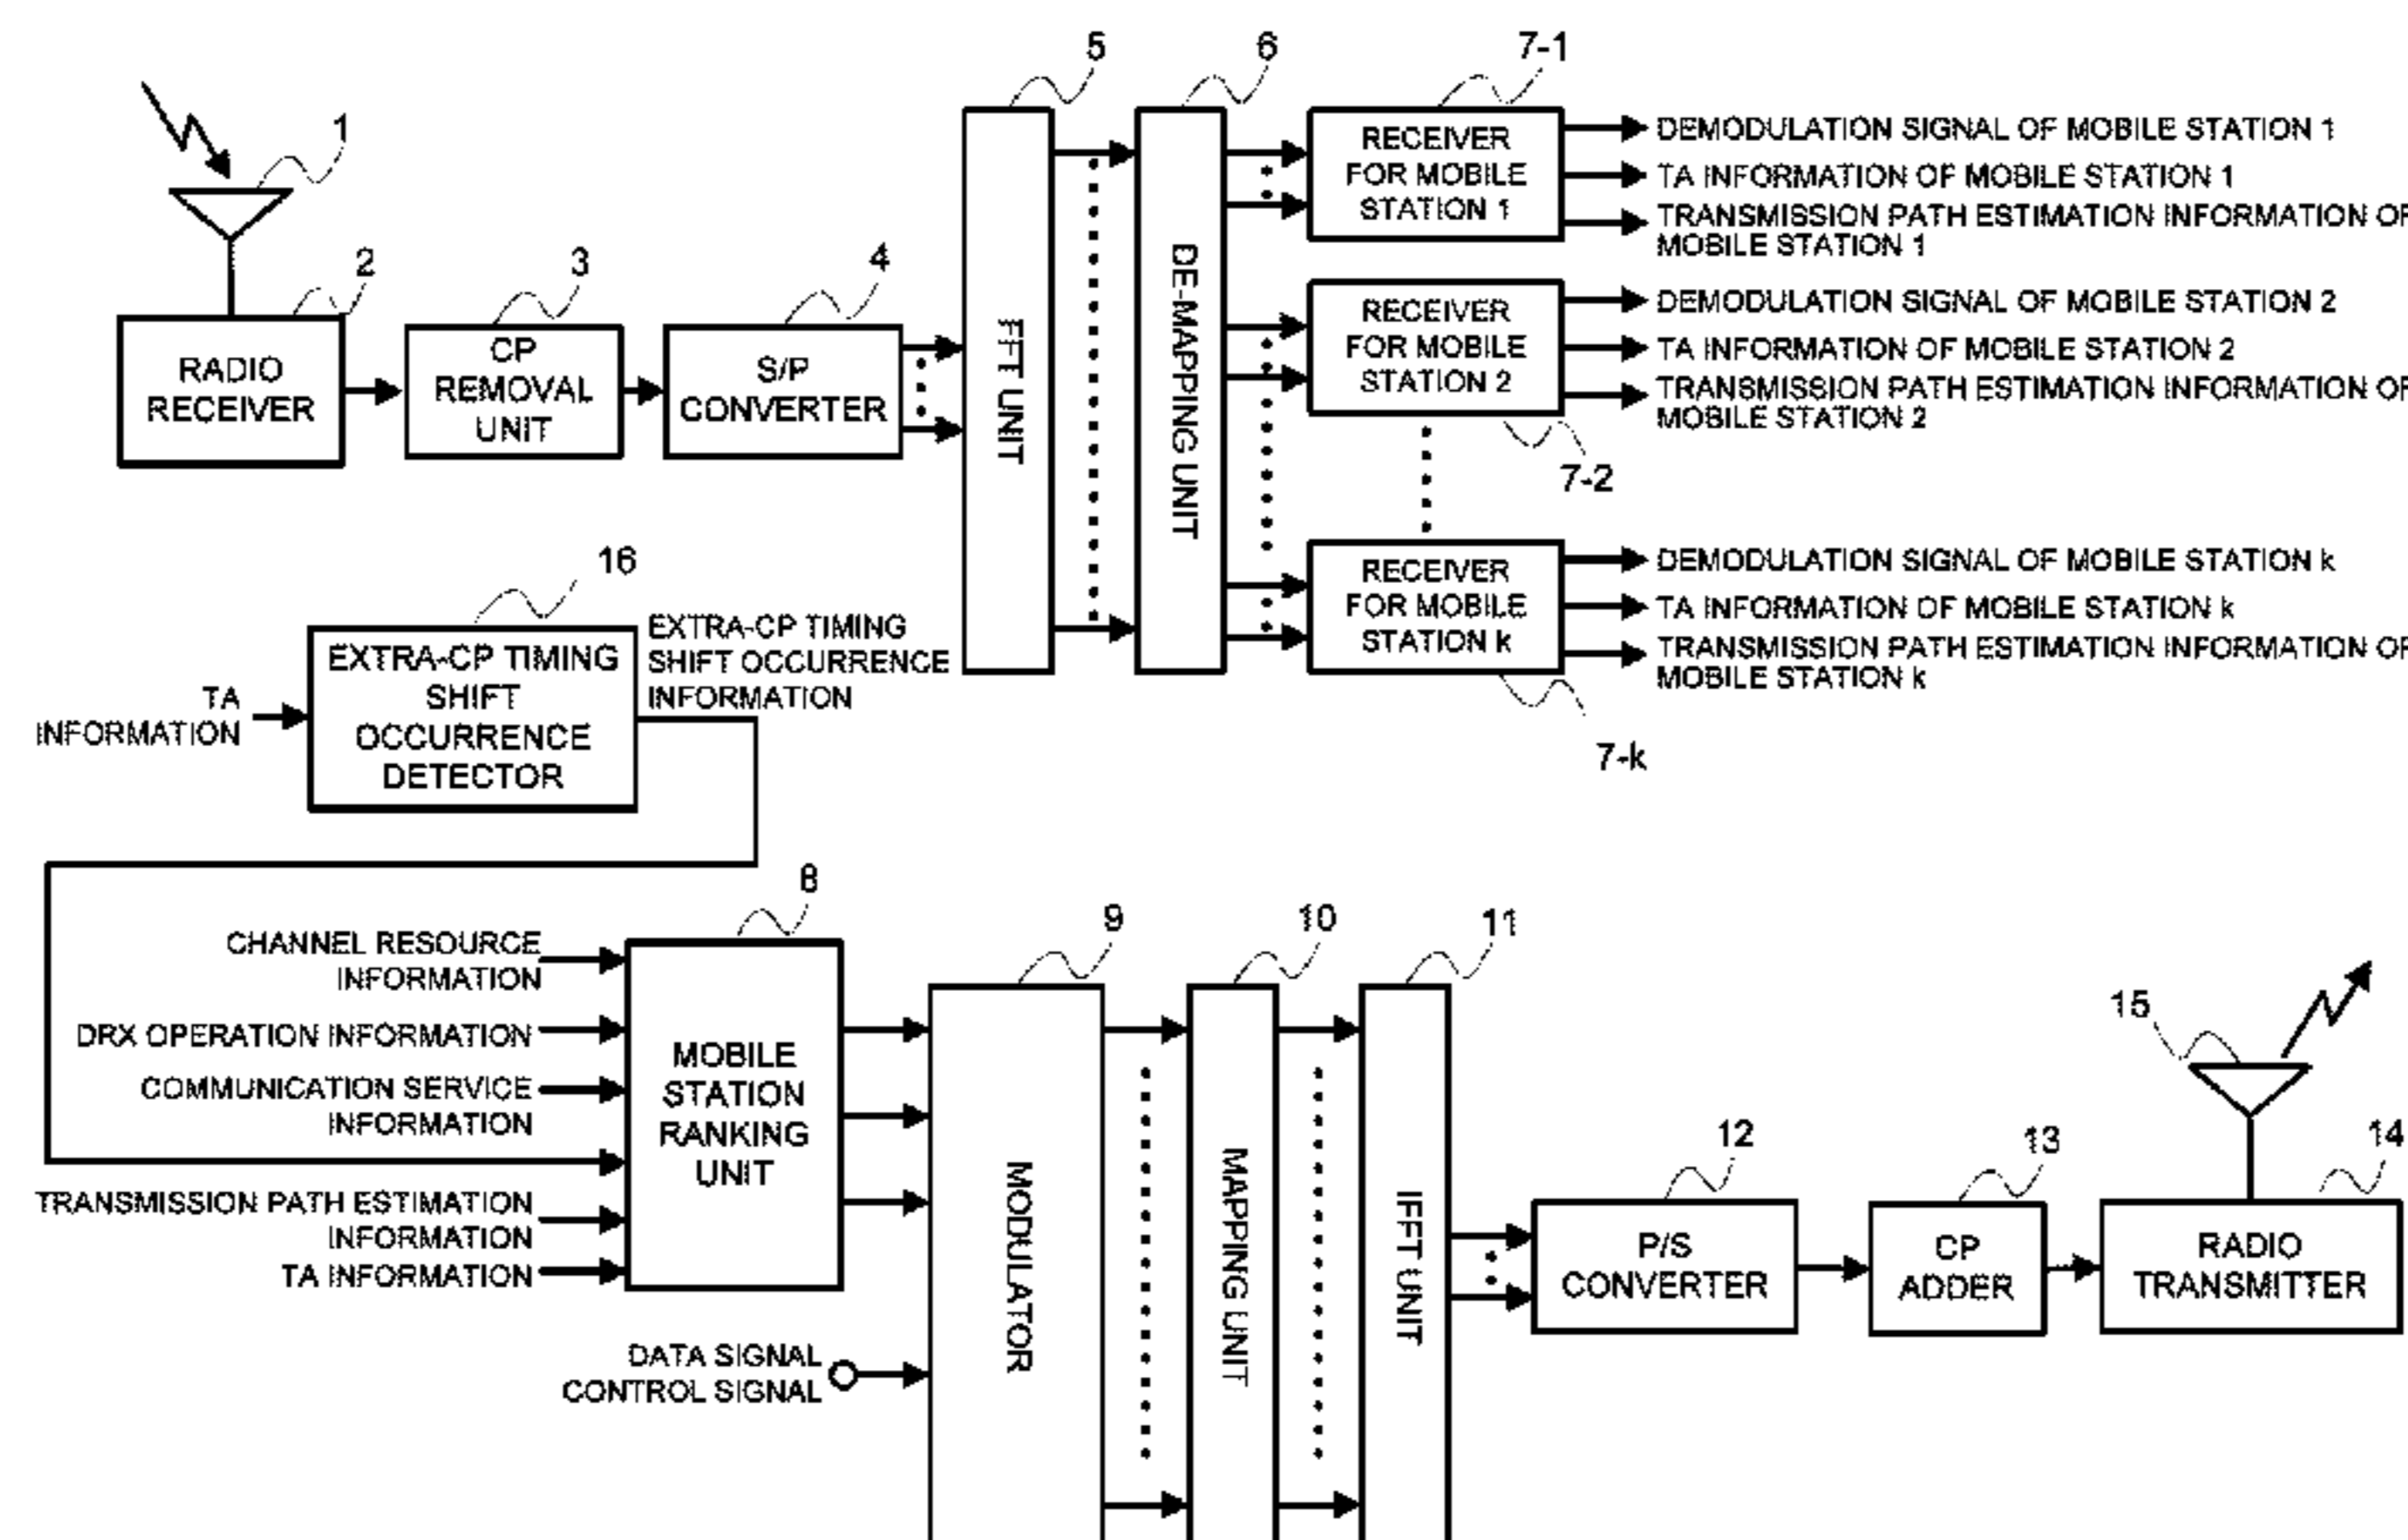 5
6
7-1
1
RECEIVER
FOR MOBILE
STATION 1
DEMODULATION SIGNAL OF MOBILE STATION 1
TA INFORMATION OF MOBILE STATION 1
TRANSMISSION PATH ESTIMATION INFORMATION OF
MOBILE STATION 1
2
3
4
RADIO
RECEIVER
CP
REMOVAL
UNIT
S/P
CONVERTER
FFT UNIT
DE-MAPPING UNIT
RECEIVER
FOR MOBILE
STATION 2
DEMODULATION SIGNAL OF MOBILE STATION 2
TA INFORMATION OF MOBILE STATION 2
TRANSMISSION PATH ESTIMATION INFORMATION OF
MOBILE STATION 2
7-2
RECEIVER
FOR MOBILE
STATION k
DEMODULATION SIGNAL OF MOBILE STATION k
TA INFORMATION OF MOBILE STATION k
TRANSMISSION PATH ESTIMATION INFORMATION OF
MOBILE STATION k
7-k
16
TA
INFORMATION
EXTRA-CP TIMING
SHIFT
OCCURRENCE
DETECTOR
EXTRA-CP TIMING
SHIFT OCCURRENCE
INFORMATION
8
CHANNEL RESOURCE
INFORMATION
DRX OPERATION INFORMATION
COMMUNICATION SERVICE
INFORMATION
TRANSMISSION PATH ESTIMATION
INFORMATION
TA INFORMATION
MOBILE
STATION
RANKING
UNIT
DATA SIGNAL
CONTROL SIGNAL
9
MODULATOR
10
MAPPING UNIT
11
IFFT UNIT
12
P/S
CONVERTER
13
CP
ADDER
15
14
RADIO
TRANSMITTER